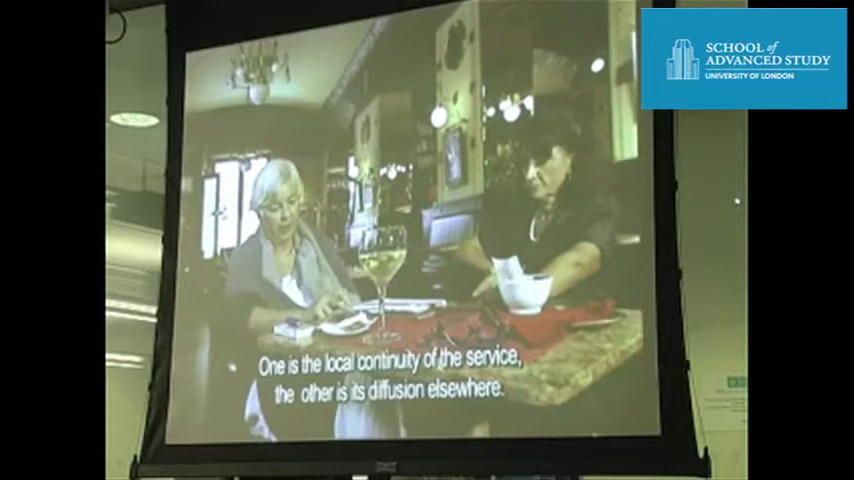 SCHOOL of
ADVANCED STUDY
UNIVERSITY OF LONDON
One is the local continuity of the service,
the other is its diffusion elsewhere.